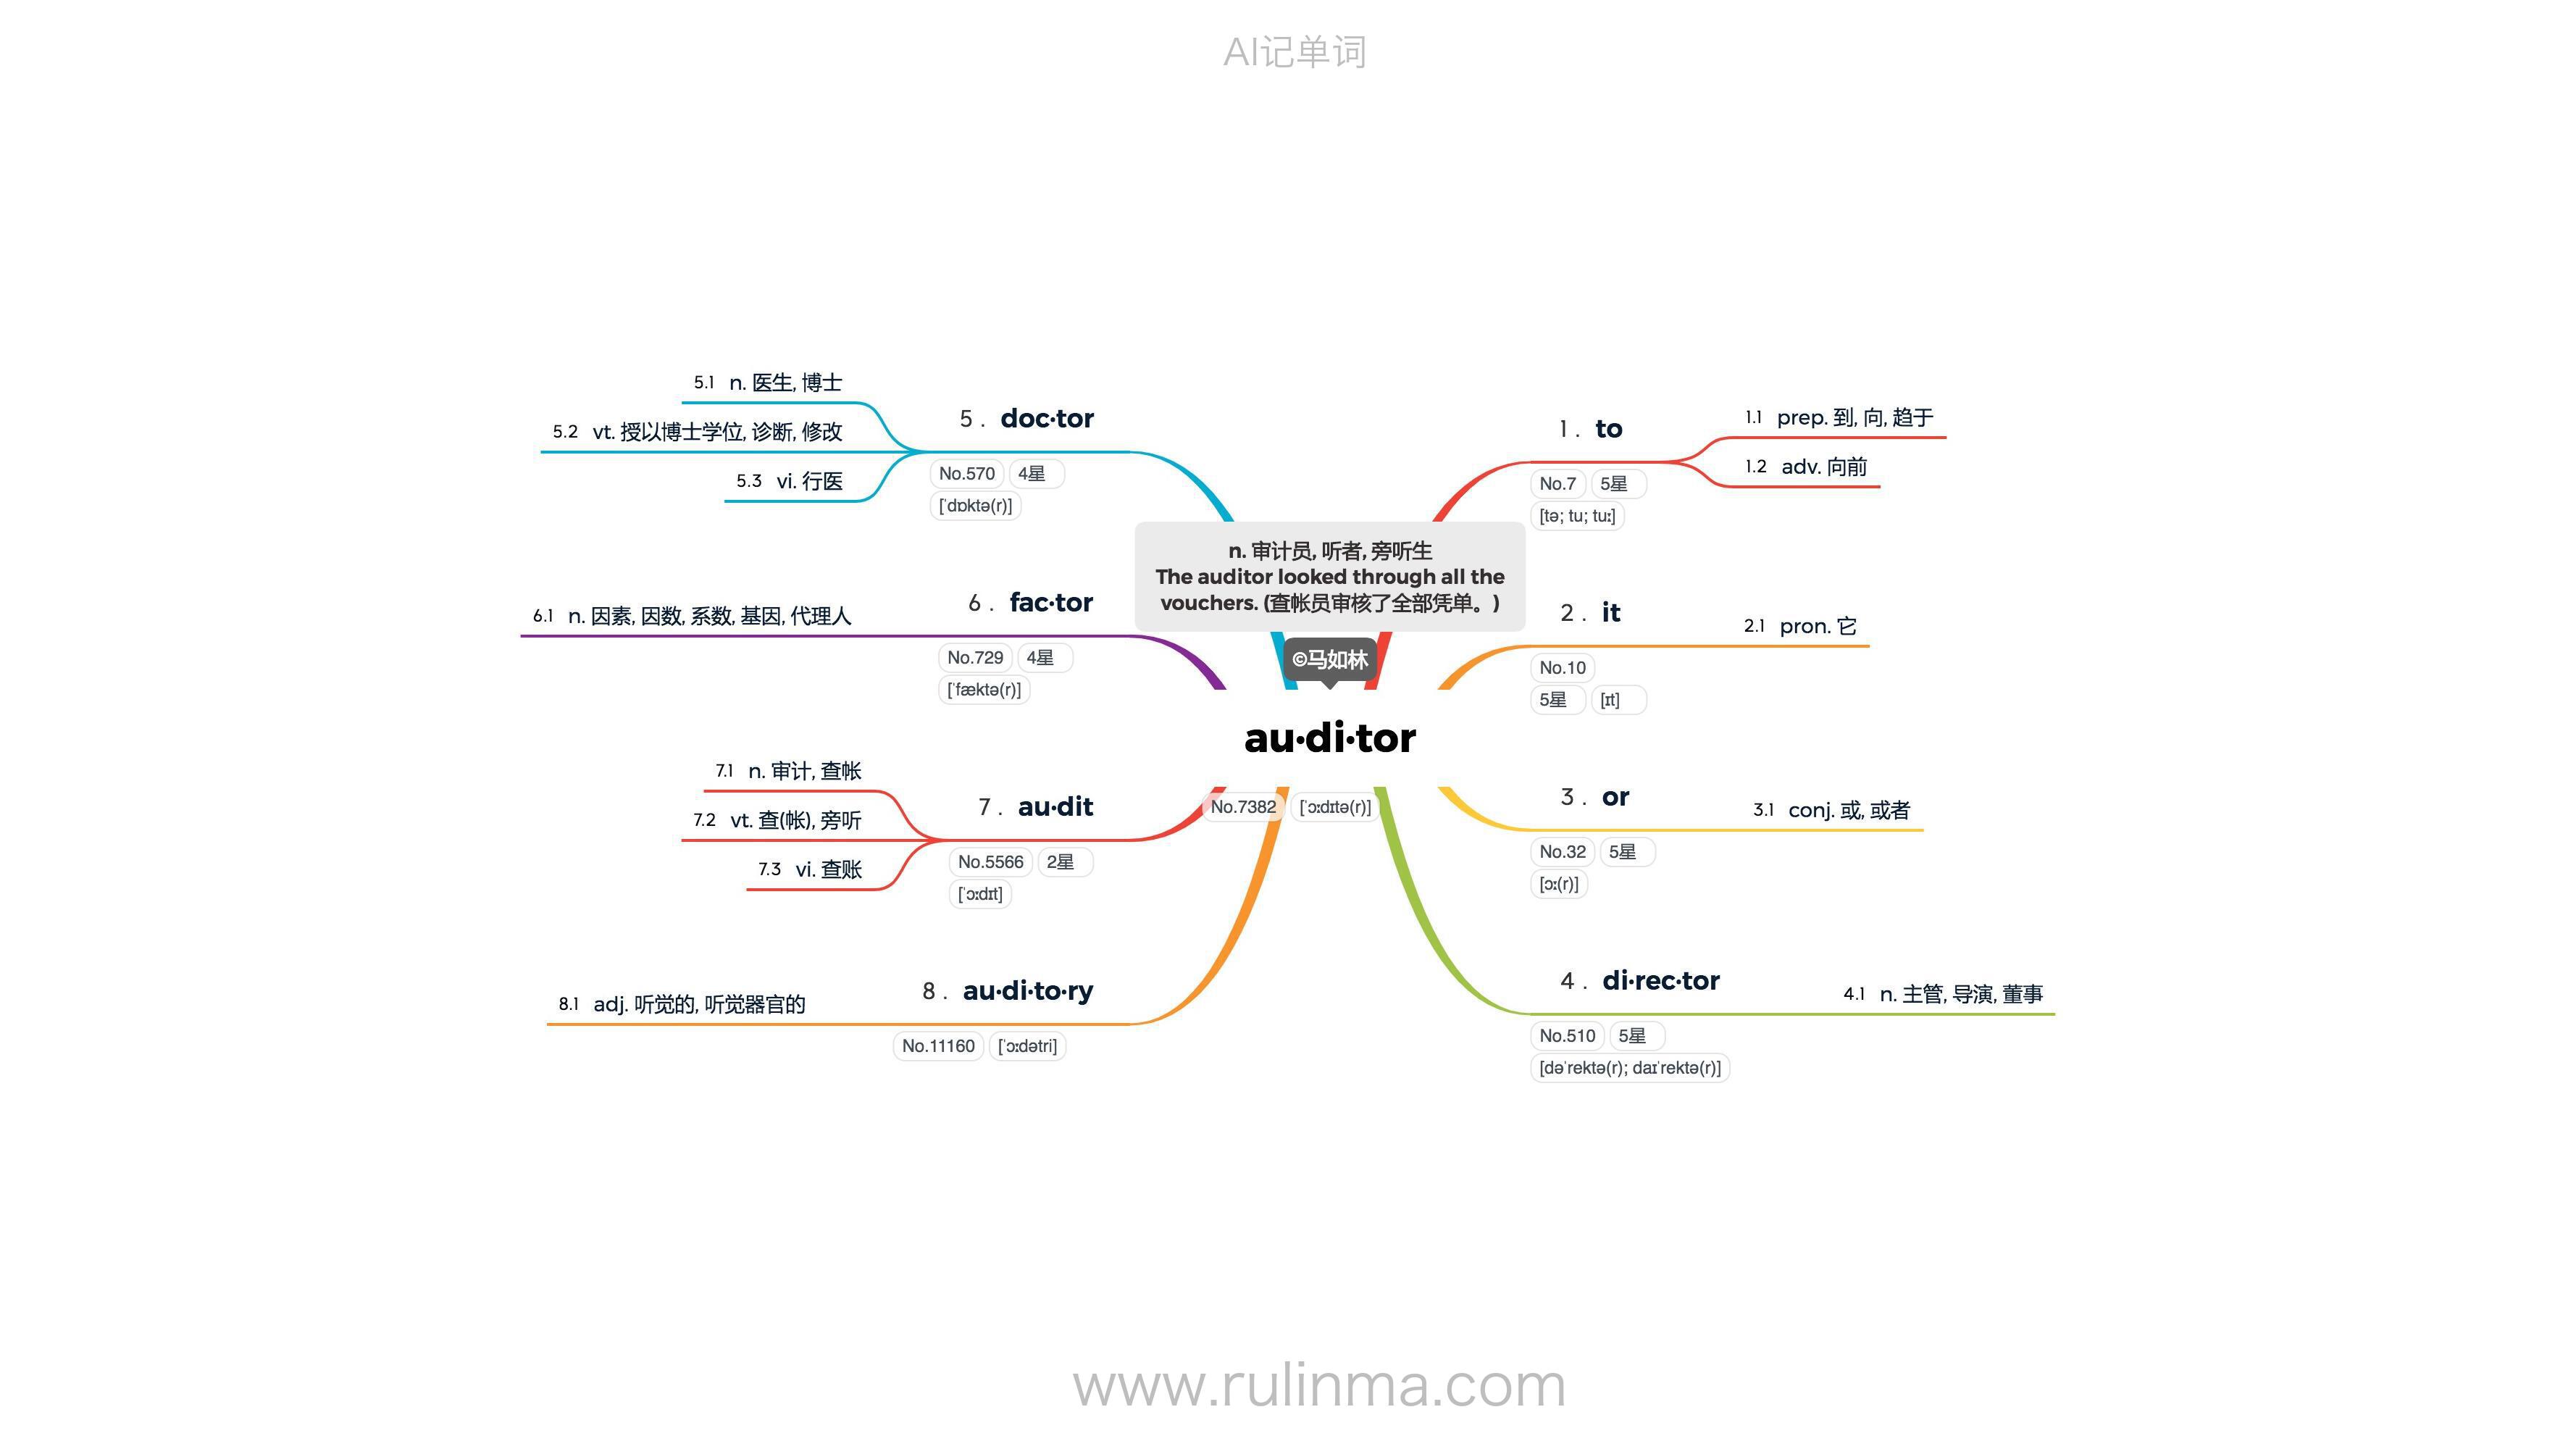 AI记单词
n. 审计员, 听者, 旁听生
The auditor looked through all the
vouchers. (查帐员审核了全部凭单。)
©马如林
au·di·tor
No.7382 [ˈɔːdɪtə(r)]
1 . to
No.7 5星
[tə; tu; tuː]
1.1 prep. 到, 向, 趋于
1.2 adv. 向前
2 . it
No.10
5星 [ɪt]
2.1 pron. 它
3 . or
No.32 5星
[ɔː(r)]
3.1 conj. 或, 或者
4 . di·rec·tor
No.510 5星
[dəˈrektə(r); daɪˈrektə(r)]
4.1 n. 主管, 导演, 董事
5 . doc·tor
No.570 4星
[ˈdɒktə(r)]
5.1 n. 医生, 博士
5.2 vt. 授以博士学位, 诊断, 修改
5.3 vi. 行医
6 . fac·tor
No.729 4星
[ˈfæktə(r)]
6.1 n. 因素, 因数, 系数, 基因, 代理人
7 . au·dit
No.5566 2星
[ˈɔːdɪt]
7.1 n. 审计, 查帐
7.2 vt. 查(帐), 旁听
7.3 vi. 查账
8 . au·di·to·ry
No.11160 [ˈɔːdətri]
8.1 adj. 听觉的, 听觉器官的
www.rulinma.com